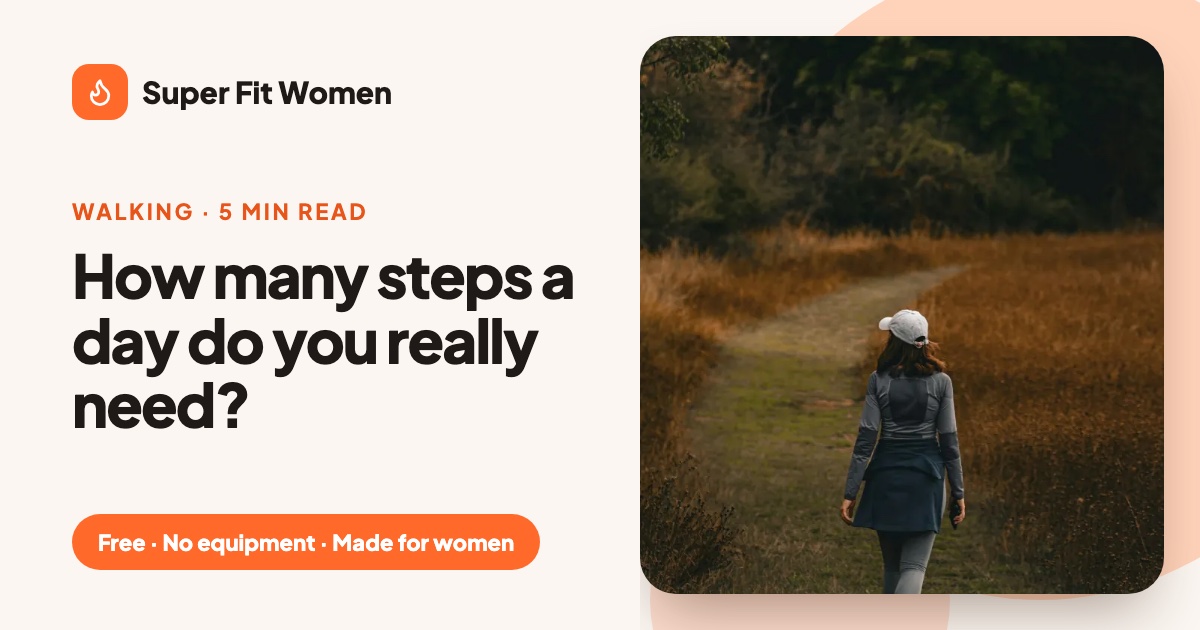 Super Fit Women
WALKING · 5 MIN READ
How many steps a
day do you really
need?
Free · No equipment · Made for women